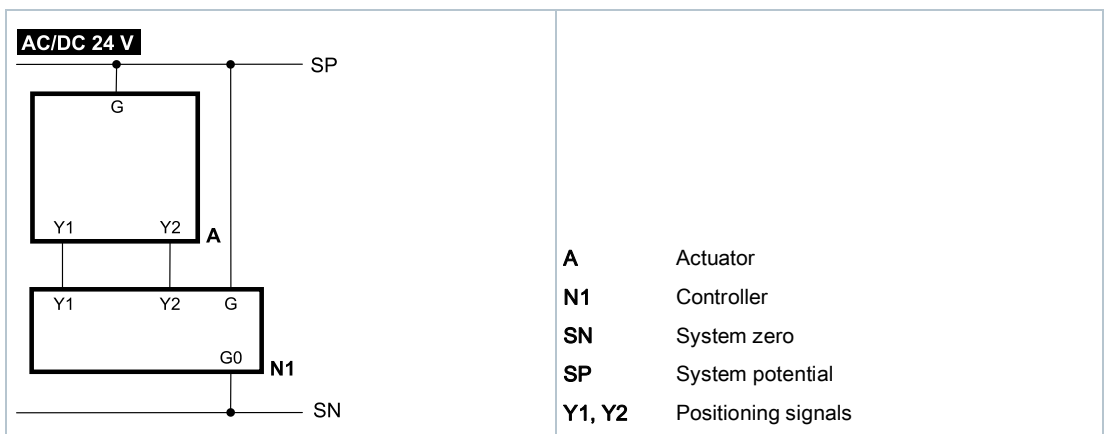 AC/DC 24 V
SP
G
Y1 Y2
A
Y1 Y2 G
G0
N1
SN
A Actuator
N1 Controller
SN System zero
SP System potential
Y1, Y2 Positioning signals